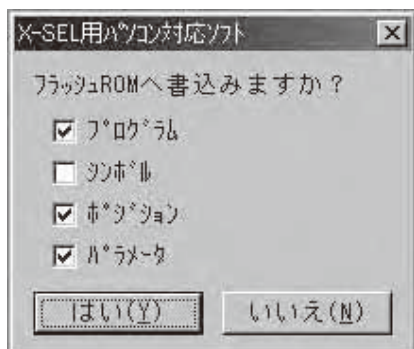 X-SEL用ﾊﾟｿｺﾝ対応ｿﾌﾄ
ﾌﾗｯｼｭROMへ書込みますか？
ﾌﾟﾛｸﾞﾗﾑ
ｼﾝﾎﾞﾙ
ﾎﾟｼﾞｼｮﾝ
ﾊﾟﾗﾒｰﾀ
はい(Y) いいえ(N)